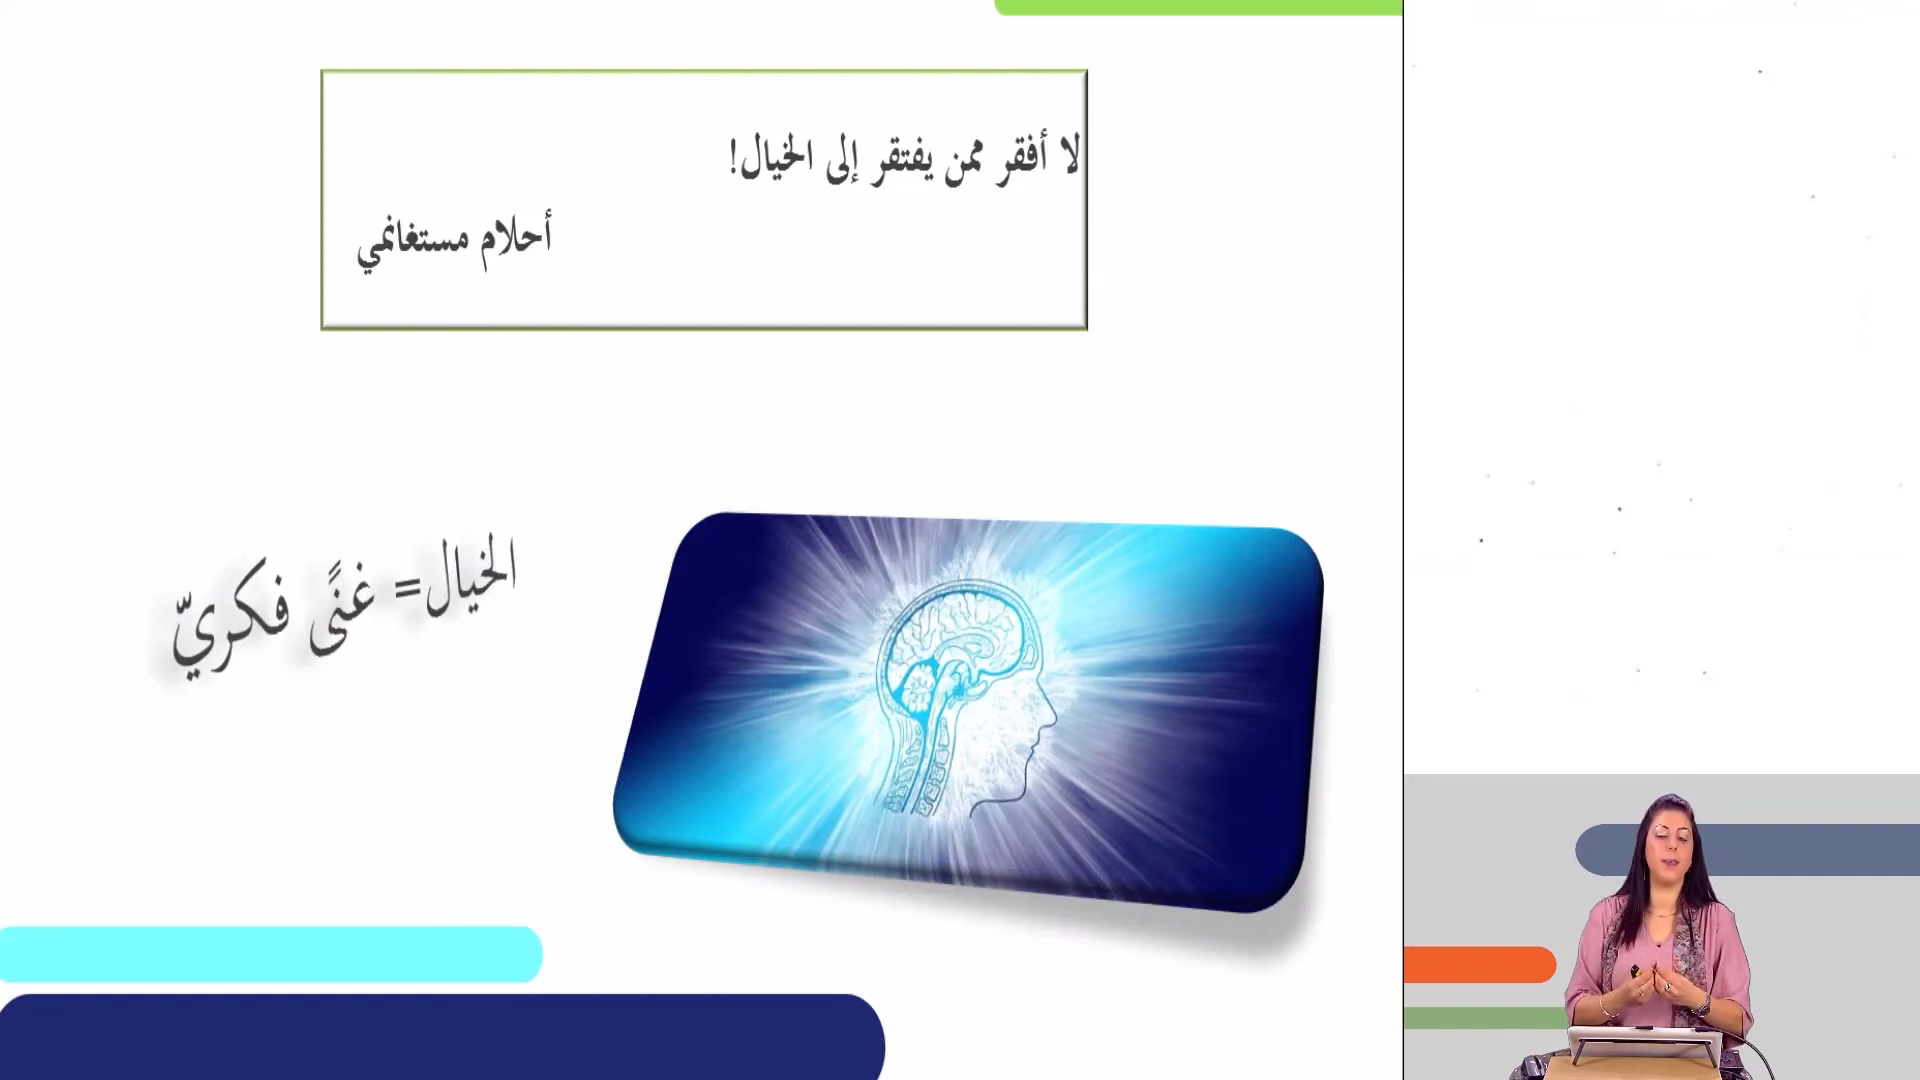 لا أفقر ممن يفتقر إلى الخيال!
أحلام مستغانمي
الخيال= غنًى فكريّ